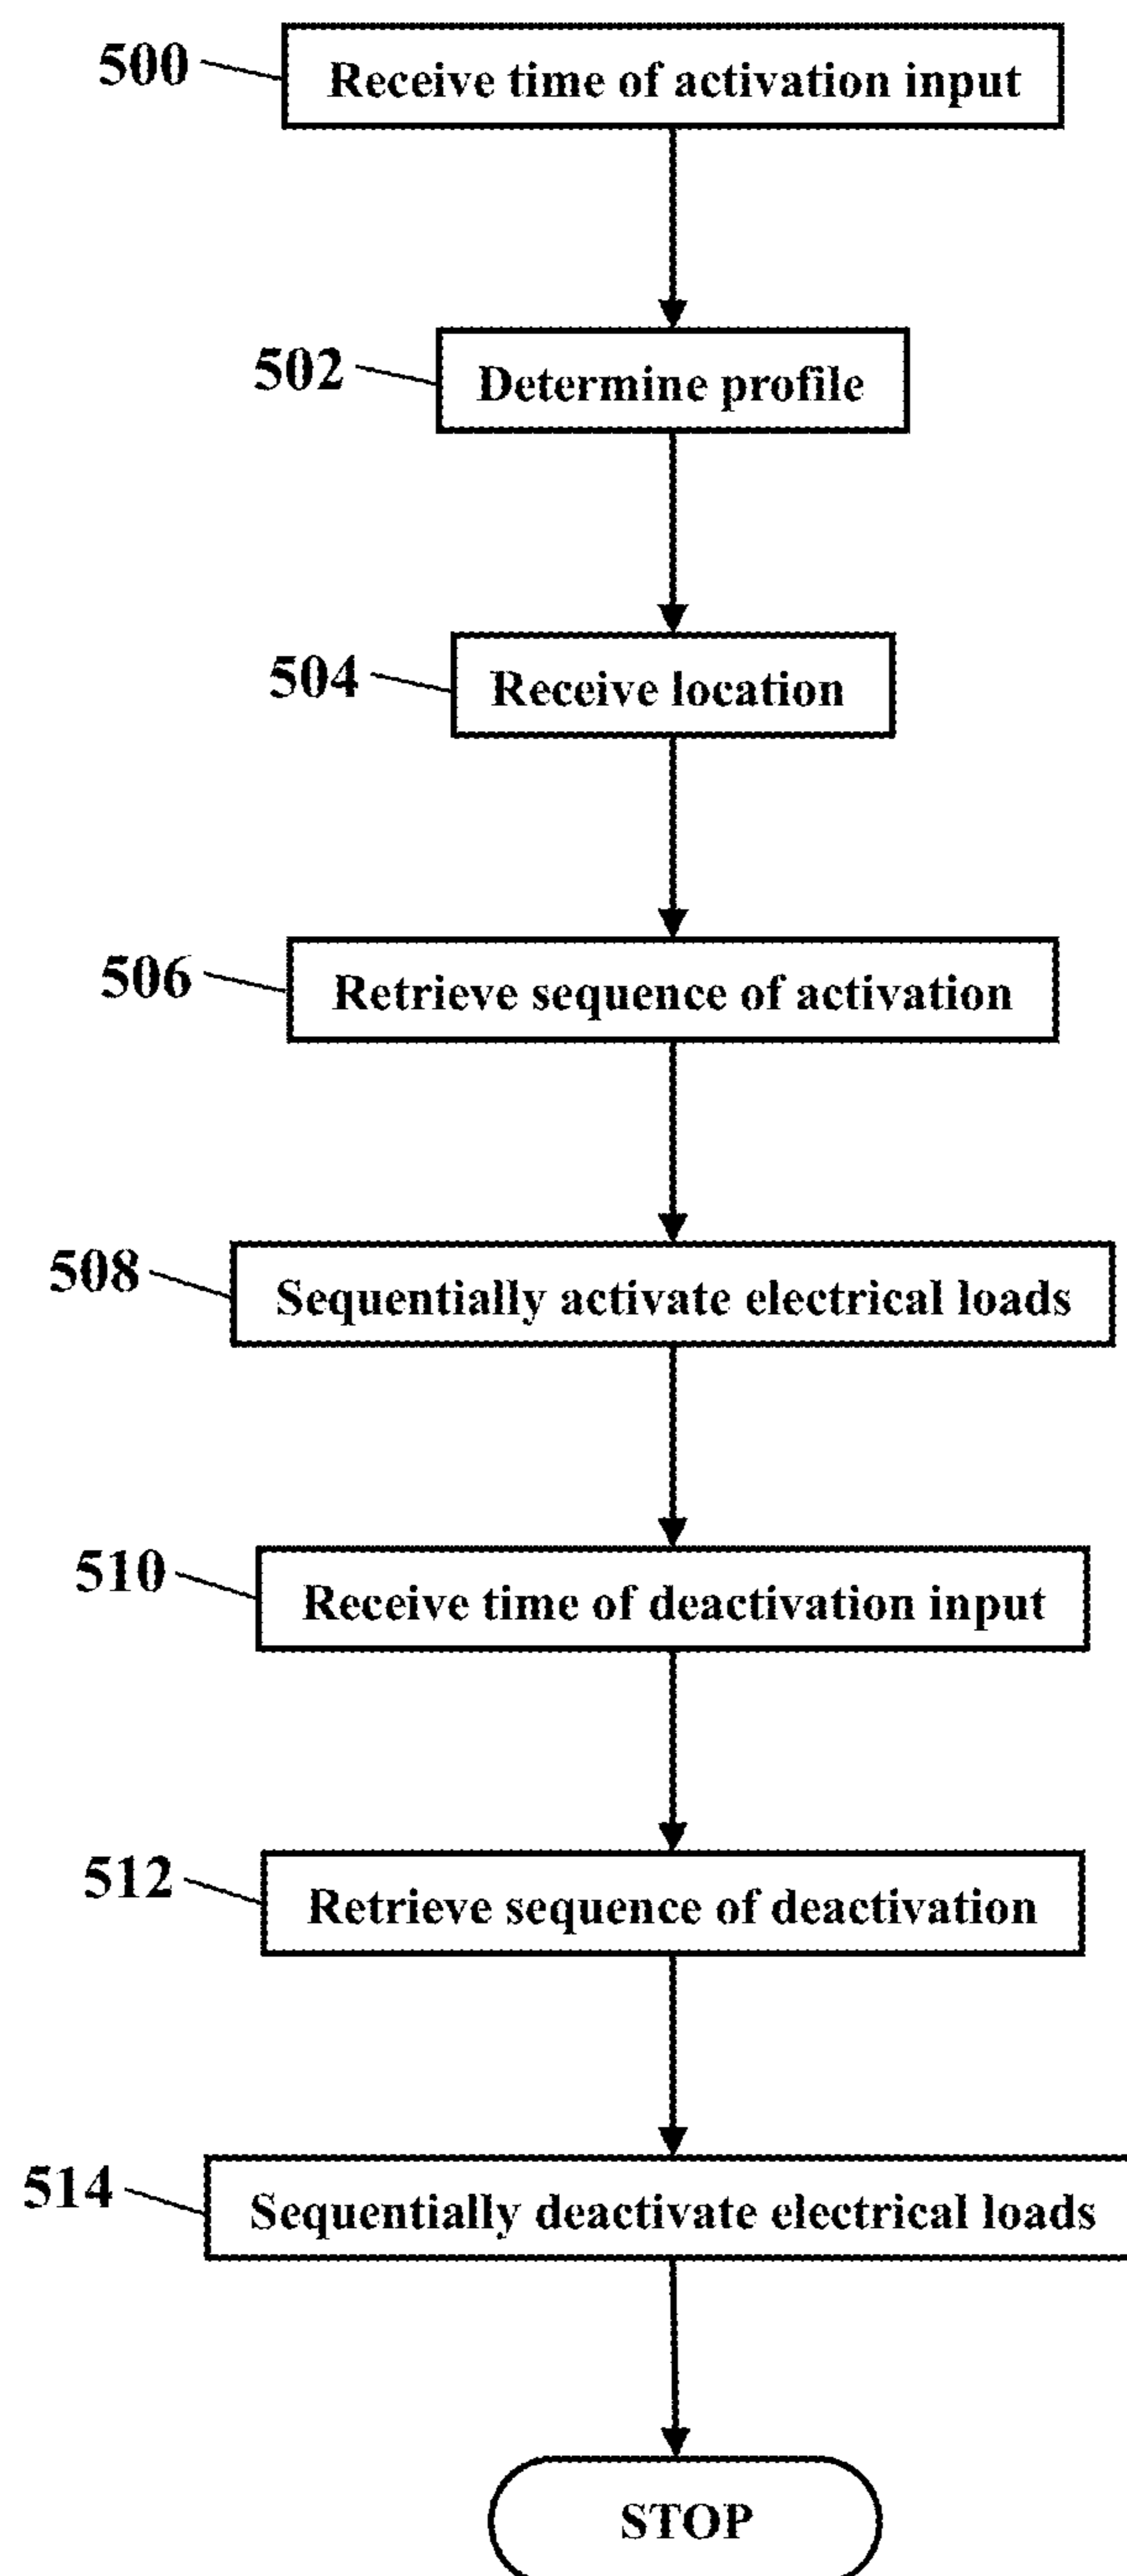 500
Receive time of activation input
502
Determine profile
504
Receive location
506
Retrieve sequence of activation
508
Sequentially activate electrical loads
510
Receive time of deactivation input
512
Retrieve sequence of deactivation
514
Sequentially deactivate electrical loads
STOP